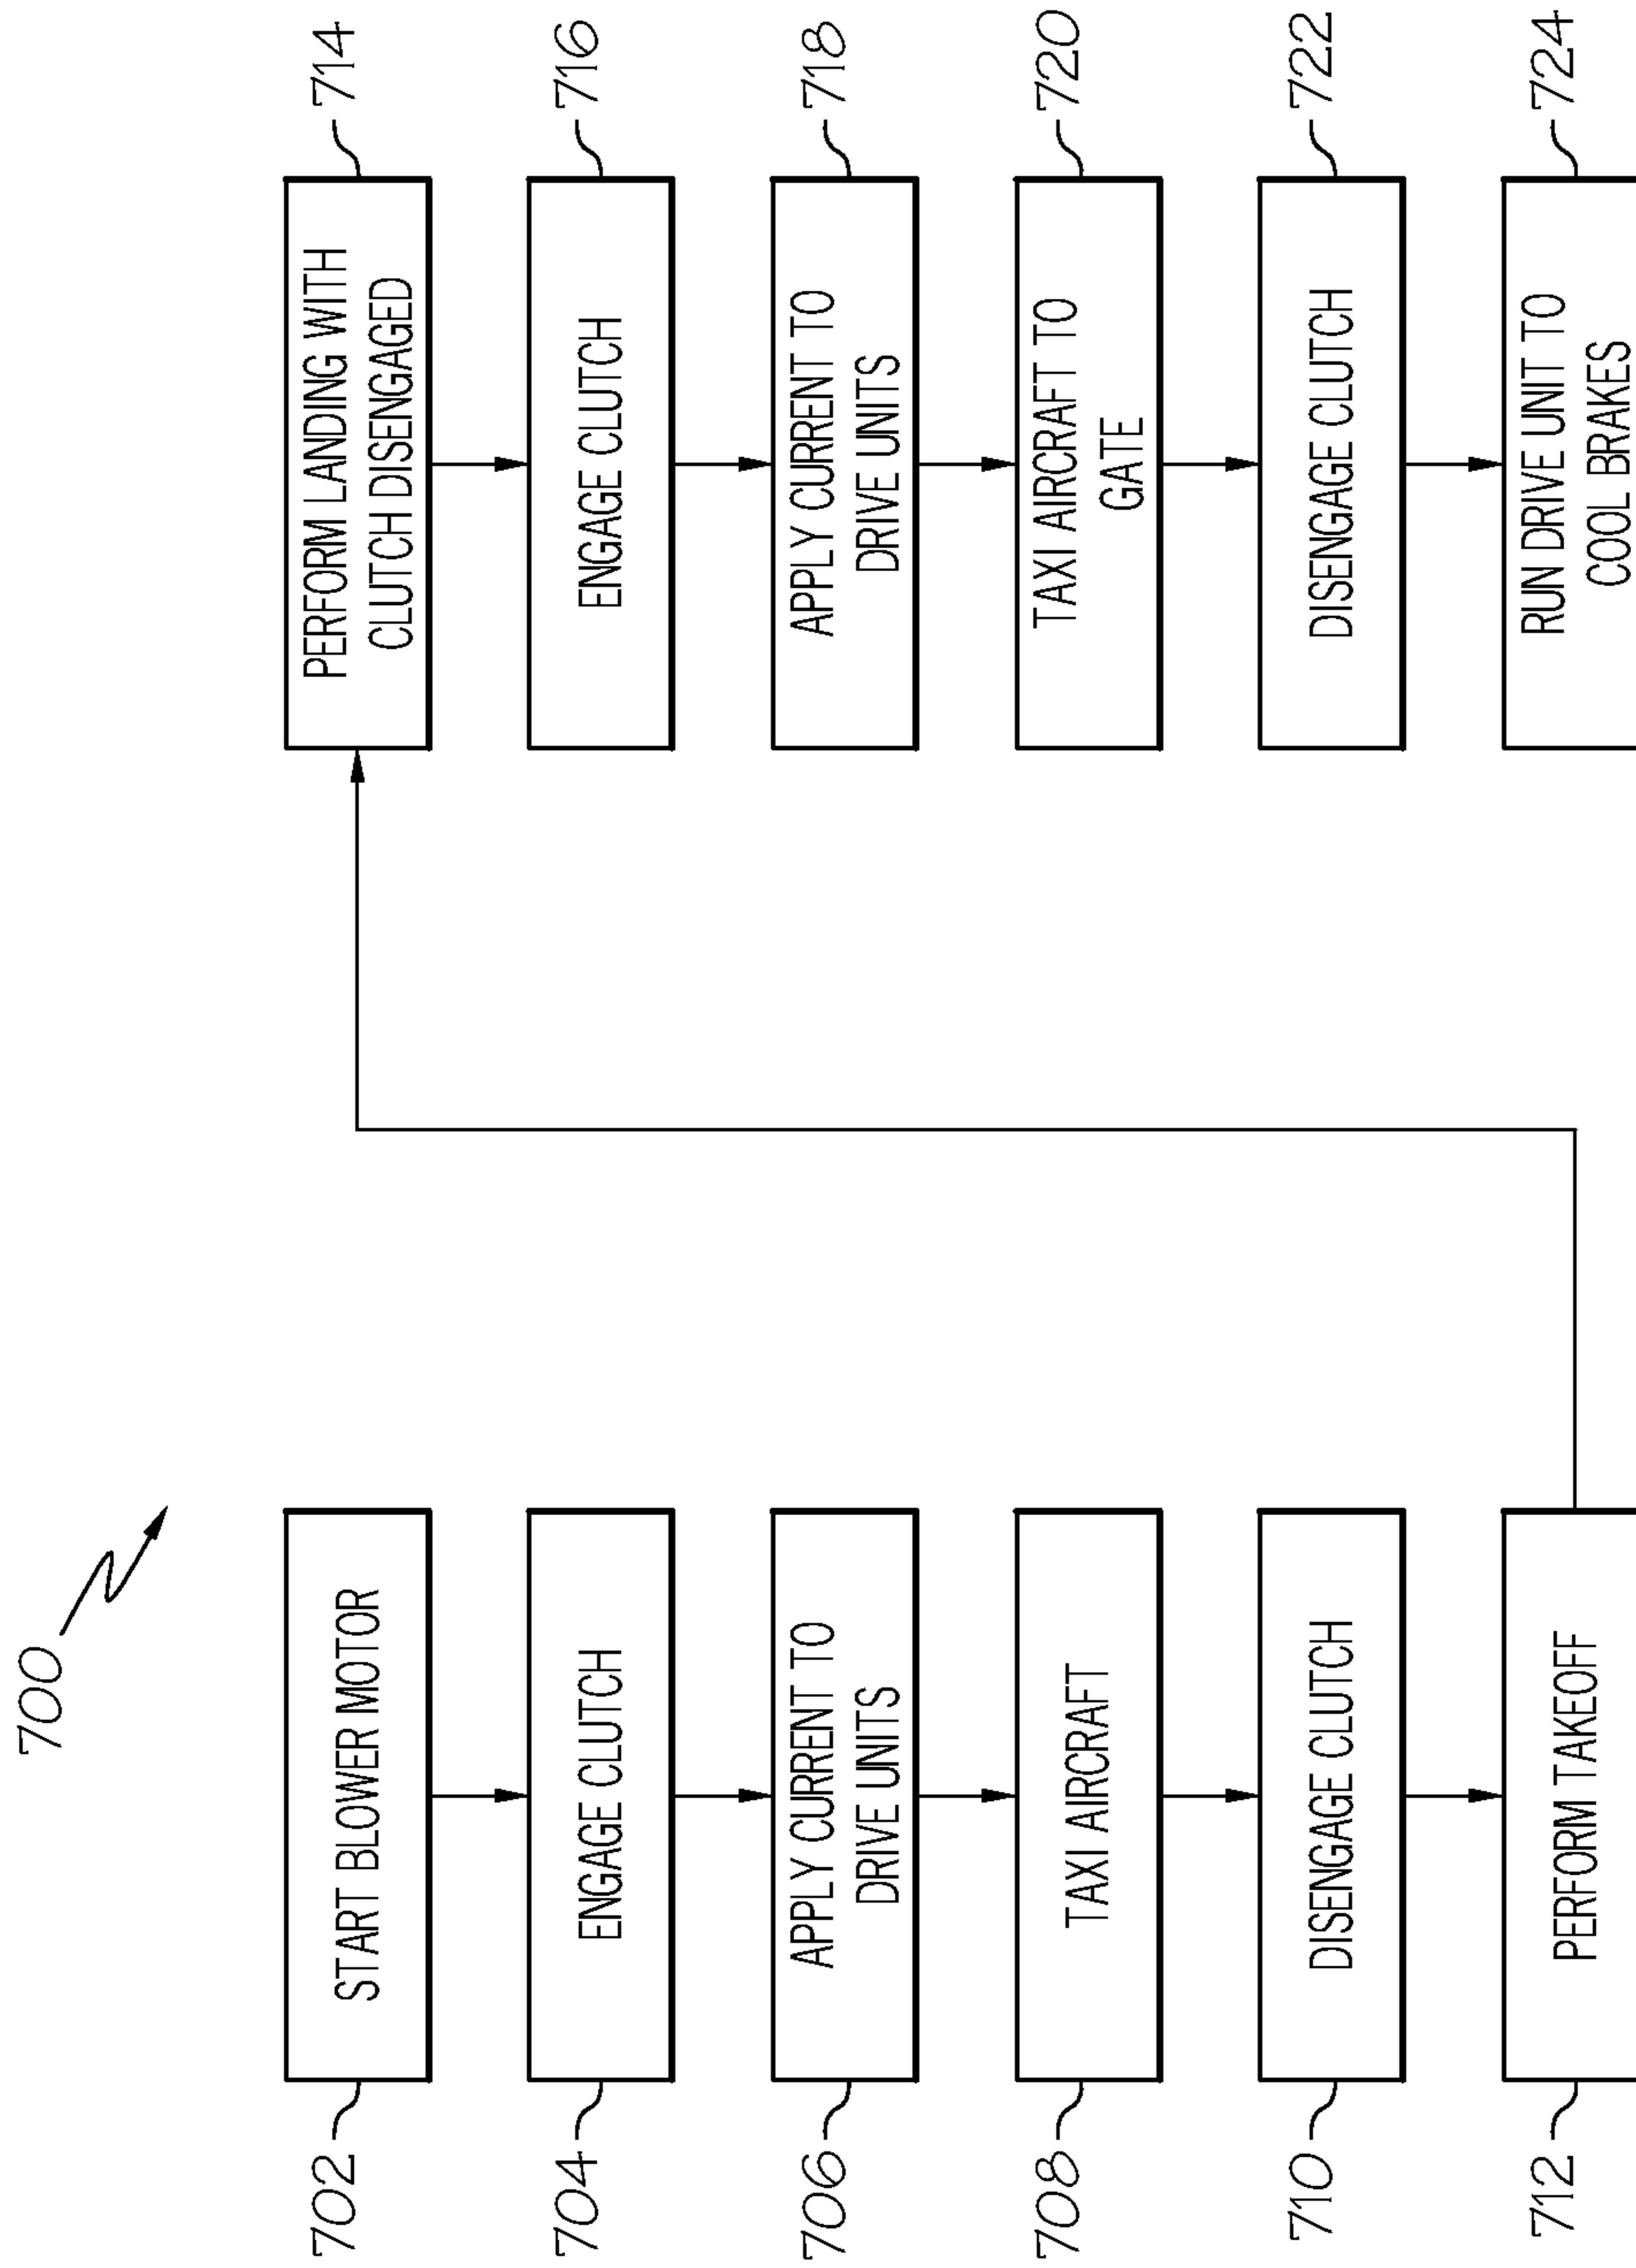 700
702
START BLOWER MOTOR
704
ENGAGE CLUTCH
706
APPLY CURRENT TO
DRIVE UNITS
708
TAXI AIRCRAFT
710
DISENGAGE CLUTCH
712
PERFORM TAKEOFF
PERFORM LANDING WITH
CLUTCH DISENGAGED
714
ENGAGE CLUTCH
716
APPLY CURRENT TO
DRIVE UNITS
718
TAXI AIRCRAFT TO
GATE
720
DISENGAGE CLUTCH
722
RUN DRIVE UNIT TO
COOL BRAKES
724